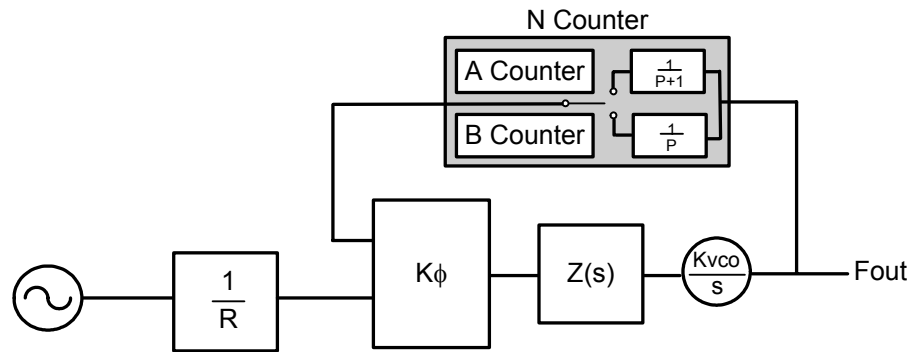 N Counter
A Counter
1
P+1
B Counter
1
P
1
R
Kϕ
Z(s)
Kvco
s
Fout